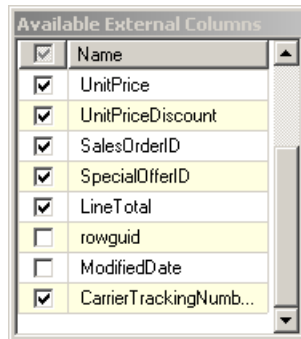 Available External Columns
Name
UnitPrice
UnitPriceDiscount
SalesOrderID
SpecialOfferID
LineTotal
rowguid
ModifiedDate
CarrierTrackingNumb...